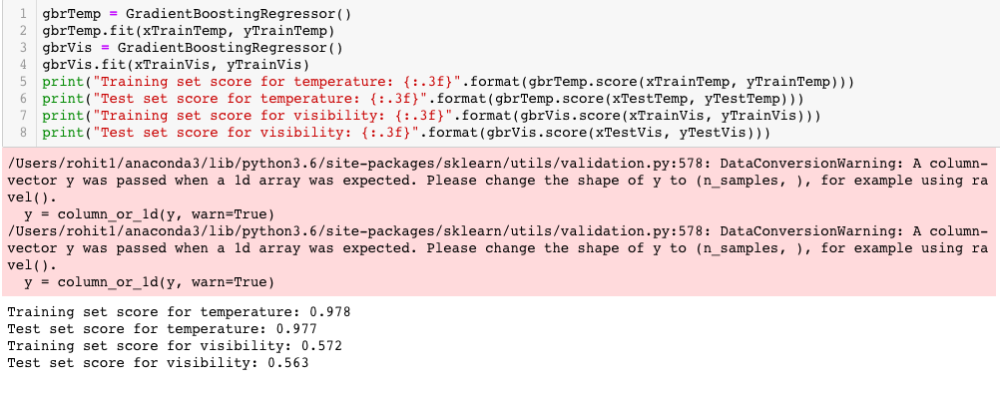 1 gbrTemp = GradientBoostingRegressor()
2 gbrTemp.fit(xTrainTemp, yTrainTemp)
3 gbrVis = GradientBoostingRegressor()
4 gbrVis.fit(xTrainVis, yTrainVis)
5 print("Training set score for temperature: {:.3f}".format(gbrTemp.score(xTrainTemp, yTrainTemp)))
6 print("Test set score for temperature: {:.3f}".format(gbrTemp.score(xTestTemp, yTestTemp)))
7 print("Training set score for visibility: {:.3f}".format(gbrVis.score(xTrainVis, yTrainVis)))
8 print("Test set score for visibility: {:.3f}".format(gbrVis.score(xTestVis, yTestVis)))
/Users/rohit1/anaconda3/lib/python3.6/site-packages/sklearn/utils/validation.py:578: DataConversionWarning: A column-
vector y was passed when a 1d array was expected. Please change the shape of y to (n_samples, ), for example using ra
vel().
  y = column_or_1d(y, warn=True)
/Users/rohit1/anaconda3/lib/python3.6/site-packages/sklearn/utils/validation.py:578: DataConversionWarning: A column-
vector y was passed when a 1d array was expected. Please change the shape of y to (n_samples, ), for example using ra
vel().
  y = column_or_1d(y, warn=True)
Training set score for temperature: 0.978
Test set score for temperature: 0.977
Training set score for visibility: 0.572
Test set score for visibility: 0.563